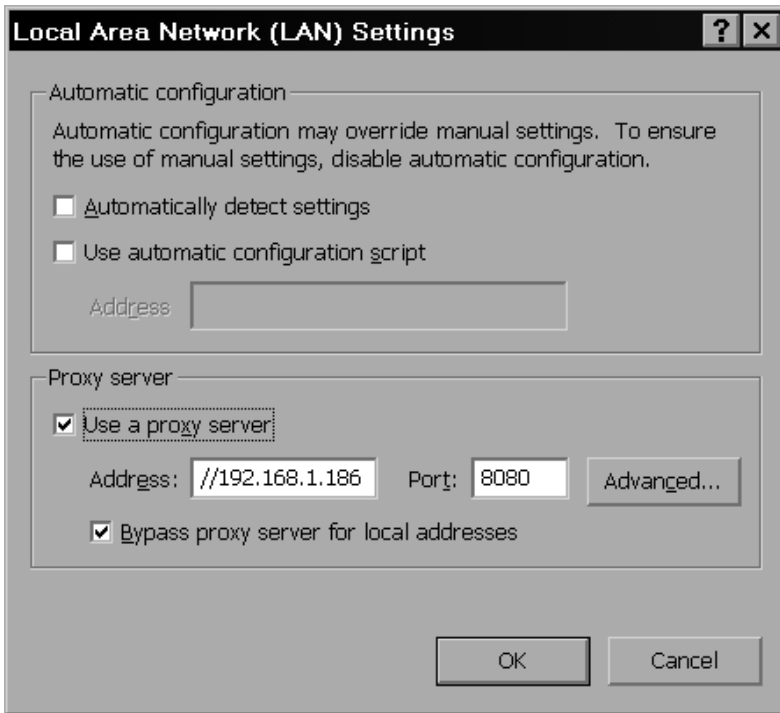 Local Area Network (LAN) Settings
Automatic configuration
Automatic configuration may override manual settings. To ensure
the use of manual settings, disable automatic configuration.
Automatically detect settings
Use automatic configuration script
Address
Proxy server
Use a proxy server
Address: //192.168.1.186 Port: 8080 Advanced...
Bypass proxy server for local addresses
OK Cancel